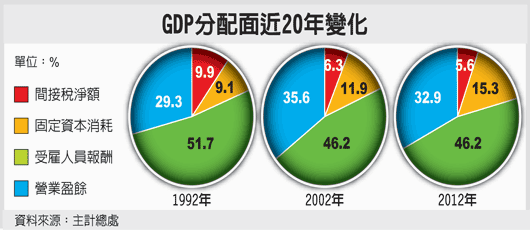 GDP分配面近20年變化
單位：%
間接稅淨額
固定資本消耗
受雇人員報酬
營業盈餘
9.9
9.1
51.7
29.3
1992年
6.3
11.9
46.2
35.6
2002年
5.6
15.3
46.2
32.9
2012年
資料來源：主計總處